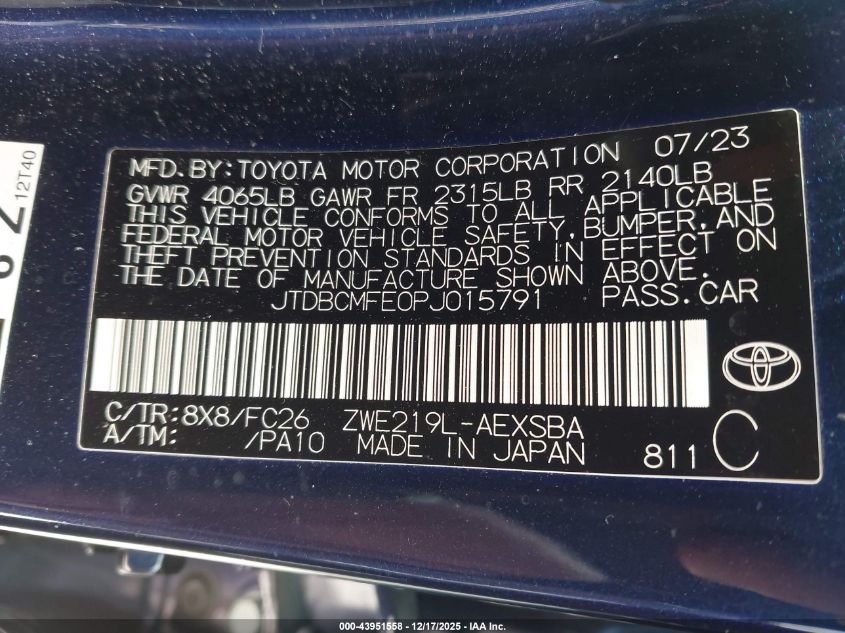 12T40
MFD.BY:TOYOTA MOTOR CORPORATION 07/23
GVWR 4065LB GAWR FR 2315LB RR 2140LB
THIS VEHICLE CONFORMS TO ALL APPLICABLE
FEDERAL MOTOR VEHICLE SAFETY,BUMPER,AND
THEFT PREVENTION STANDARDS IN EFFECT ON
THE DATE OF MANUFACTURE SHOWN ABOVE.
JTDBCMFE0PJ015791 PASS.CAR
C/TR:8X8/FC26 ZWE219L-AEXSBA
A/TM: /PA10 MADE IN JAPAN 811 C
000-43951558 - 12/17/2025 - IAA Inc.